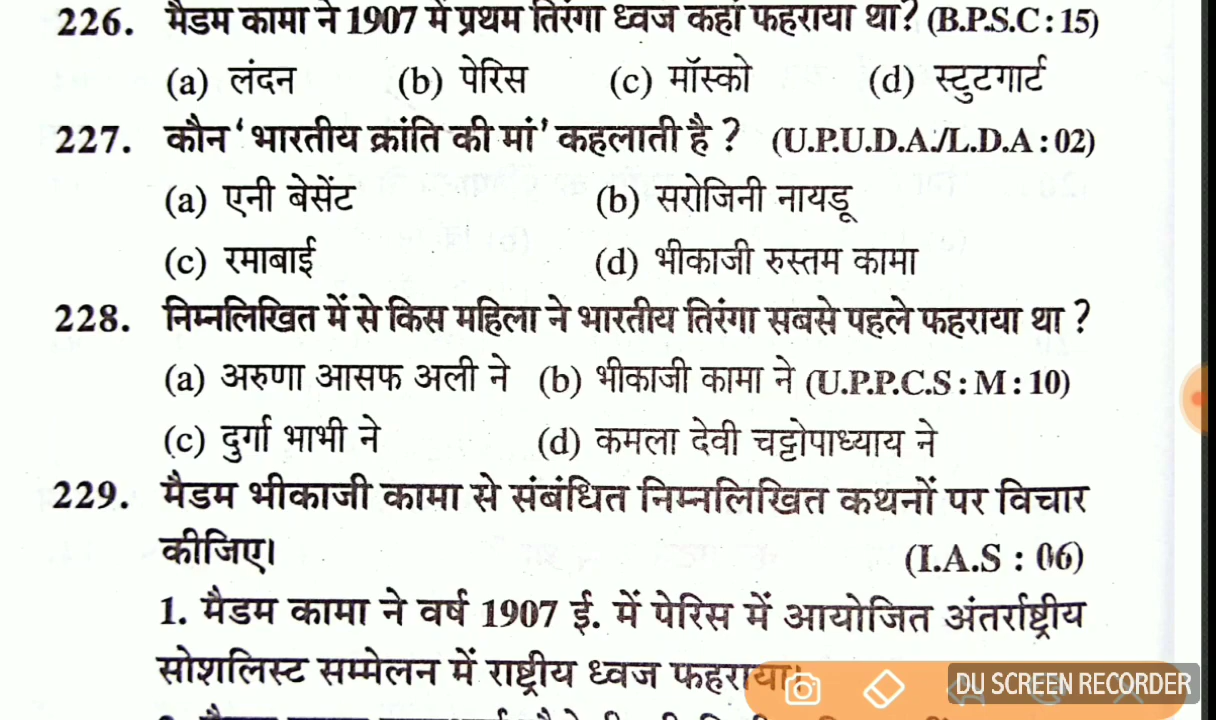 226. मैडम कामा ने 1907 में प्रथम तिरंगा ध्वज कहां फहराया था? (B.P.S.C : 15)
(a) लंदन (b) पेरिस (c) मॉस्को (d) स्टुटगार्ट
227. कौन ‘भारतीय क्रांति की मां’ कहलाती है ? (U.P.U.D.A./L.D.A : 02)
(a) एनी बेसेंट (b) सरोजिनी नायडू
(c) रमाबाई (d) भीकाजी रुस्तम कामा
228. निम्नलिखित में से किस महिला ने भारतीय तिरंगा सबसे पहले फहराया था ?
(a) अरुणा आसफ अली ने (b) भीकाजी कामा ने (U.P.P.C.S : M : 10)
(c) दुर्गा भाभी ने (d) कमला देवी चट्टोपाध्याय ने
229. मैडम भीकाजी कामा से संबंधित निम्नलिखित कथनों पर विचार
कीजिए। (I.A.S : 06)
1. मैडम कामा ने वर्ष 1907 ई. में पेरिस में आयोजित अंतर्राष्ट्रीय
सोशलिस्ट सम्मेलन में राष्ट्रीय ध्वज फहराया।
DU SCREEN RECORDER